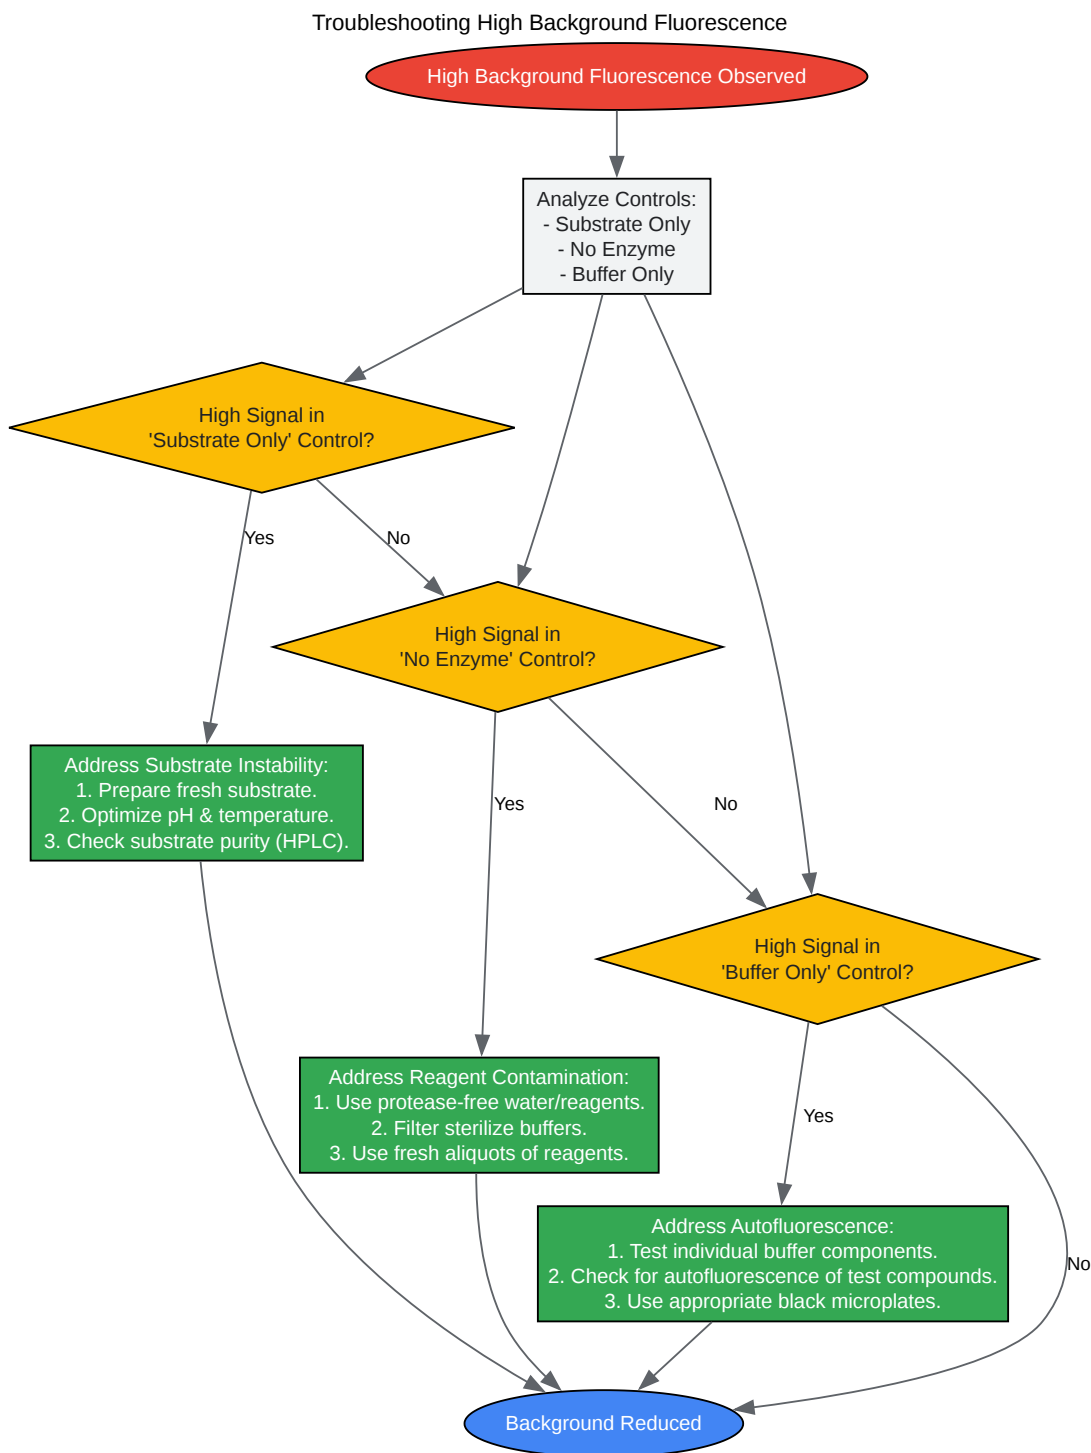 Troubleshooting High Background Fluorescence
High Background Fluorescence Observed
Analyze Controls:
- Substrate Only
- No Enzyme
- Buffer Only
High Signal in
'Substrate Only' Control?
Yes
No
High Signal in
'No Enzyme' Control?
Address Substrate Instability:
1. Prepare fresh substrate.
2. Optimize pH & temperature.
3. Check substrate purity (HPLC).
Yes
No
High Signal in
'Buffer Only' Control?
Address Reagent Contamination:
1. Use protease-free water/reagents.
2. Filter sterilize buffers.
3. Use fresh aliquots of reagents.
Yes
No
Address Autofluorescence:
1. Test individual buffer components.
2. Check for autofluorescence of test compounds.
3. Use appropriate black microplates.
Background Reduced